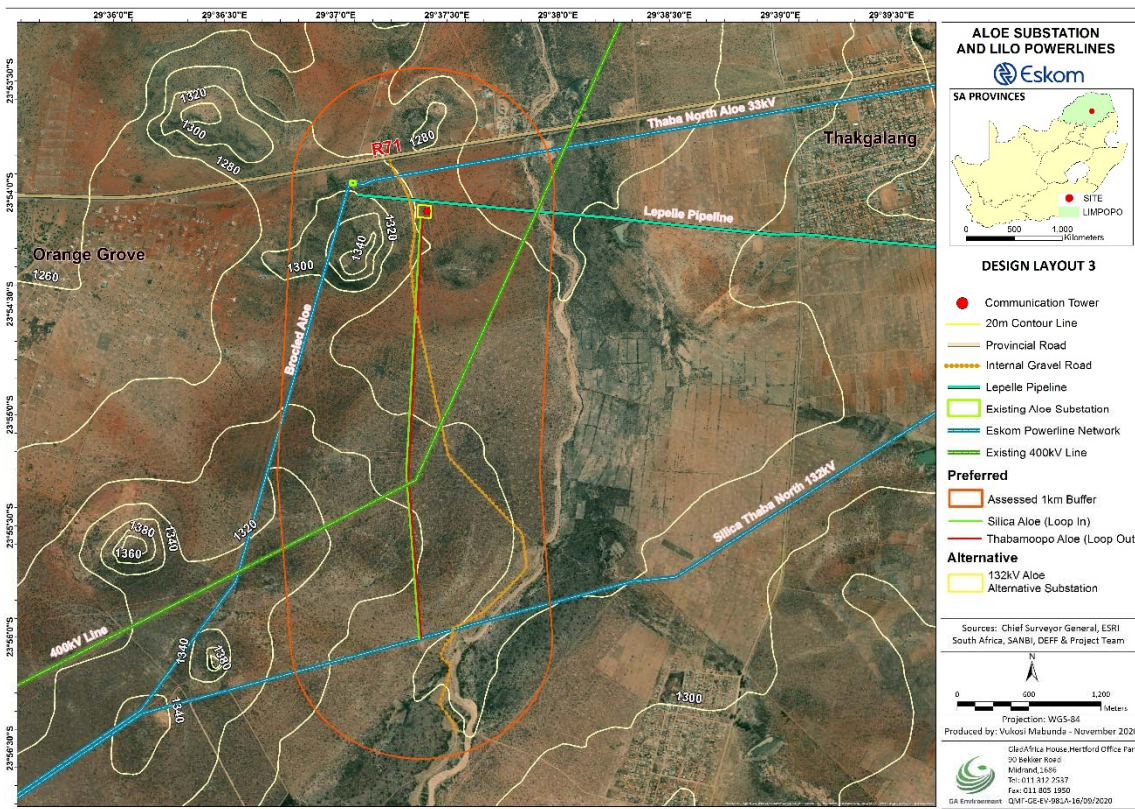 29°36'0"E
29°36'30"E
29°37'0"E
29°37'30"E
29°38'0"E
29°38'30"E
29°39'0"E
29°39'30"E
23°53'30"S
23°54'0"S
23°54'30"S
23°55'0"S
23°55'30"S
23°56'0"S
23°56'30"S
1320
1300
1280
1280
R71
Thaba North Aloe 33kV
Thakgalang
Lepelle Pipeline
1320
1340
1300
Orange Grove
1260
Brocled Aloe
1380
1340
1360
1320
Silica Thaba North 132kV
400kV Line
1340
1380
1340
1300
ALOE SUBSTATION
AND LILO POWERLINES
Eskom
SA PROVINCES
SITE
LIMPOPO
0 500 1,000
Kilometers
DESIGN LAYOUT 3
Communication Tower
20m Contour Line
Provincial Road
Internal Gravel Road
Lepelle Pipeline
Existing Aloe Substation
Eskom Powerline Network
Existing 400kV Line
Preferred
Assessed 1km Buffer
Silica Aloe (Loop In)
Thabamoopo Aloe (Loop Out
Alternative
132kV Aloe
Alternative Substation
Sources: Chief Surveyor General, ESRI
South Africa, SANBI, DEFF & Project Team
N
0 600 1,200
Meters
Projection: WGS-84
Produced by: Vukosi Mabunda - November 202
GladAfrica House,Hertford Office Par
90 Bekker Road
Midrand,1686
Tel: 011 312 2537
Fax: 011 805 1950
GA Environment QMT-GE-EV-981A-16/09/2020